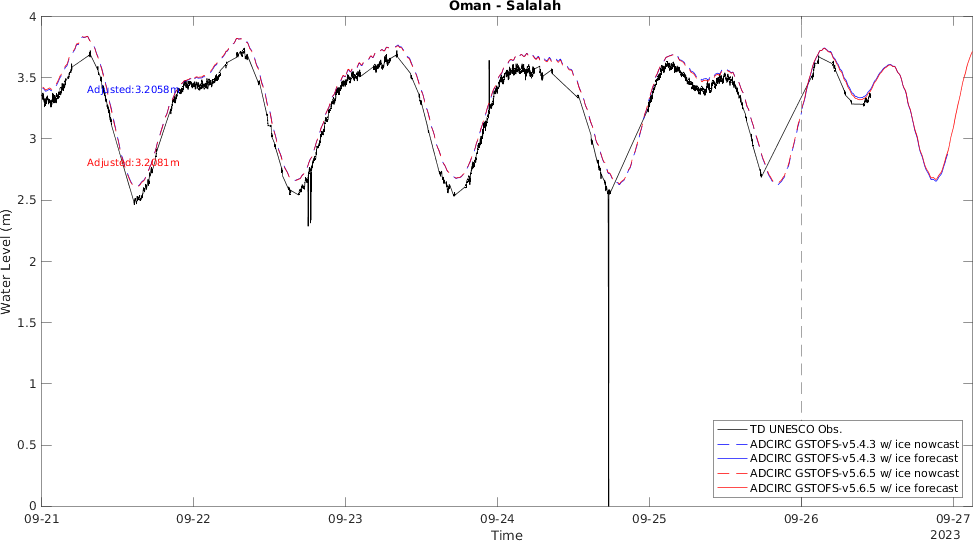 Oman - Salalah
4
3.5
3
2.5
2
1.5
1
0.5
0
Water Level (m)
Adjusted:3.2058m
Adjusted:3.2081m
TD UNESCO Obs.
ADCIRC GSTOFS-v5.4.3 w/ ice nowcast
ADCIRC GSTOFS-v5.4.3 w/ ice forecast
ADCIRC GSTOFS-v5.6.5 w/ ice nowcast
ADCIRC GSTOFS-v5.6.5 w/ ice forecast
09-21 09-22 09-23 09-24 09-25 09-26 09-27
Time
2023